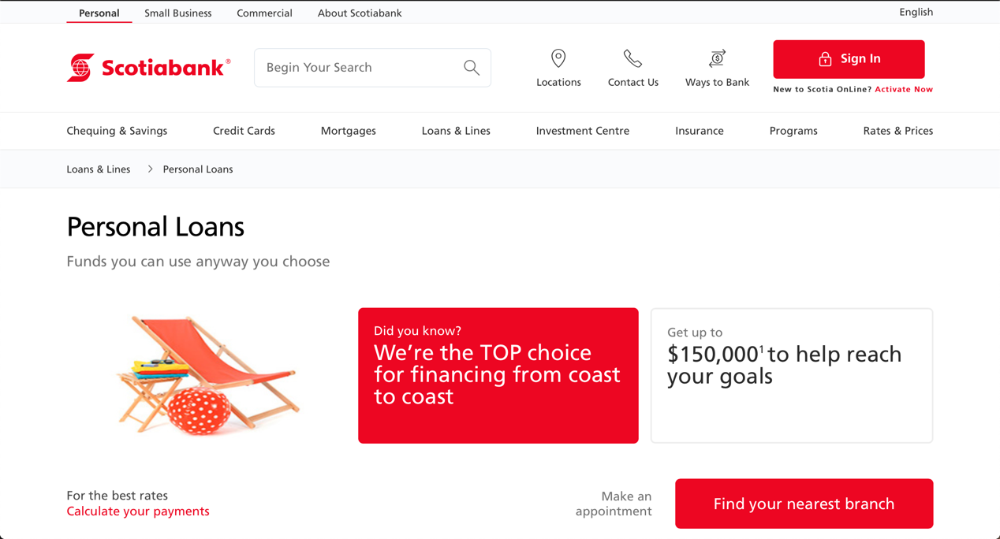 Personal
Small Business
Commercial
About Scotiabank
English
Scotiabank®
Begin Your Search
Locations
Contact Us
Ways to Bank
Sign In
New to Scotia OnLine? Activate Now
Chequing & Savings
Credit Cards
Mortgages
Loans & Lines
Investment Centre
Insurance
Programs
Rates & Prices
Loans & Lines > Personal Loans
Personal Loans
Funds you can use anyway you choose
Did you know?
We're the TOP choice
for financing from coast
to coast
Get up to
$150,000¹ to help reach
your goals
For the best rates
Calculate your payments
Make an
appointment
Find your nearest branch